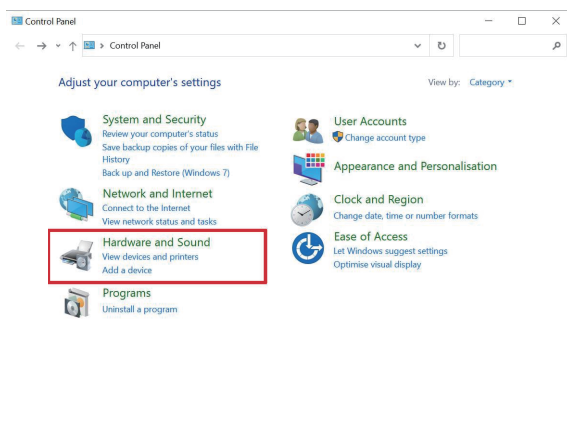 Control Panel
Control Panel
Adjust your computer's settings
View by: Category
System and Security
Review your computer's status
Save backup copies of your files with File
History
Back up and Restore (Windows 7)
Network and Internet
Connect to the Internet
View network status and tasks
Hardware and Sound
View devices and printers
Add a device
Programs
Uninstall a program
User Accounts
Change account type
Appearance and Personalisation
Clock and Region
Change date, time or number formats
Ease of Access
Let Windows suggest settings
Optimise visual display